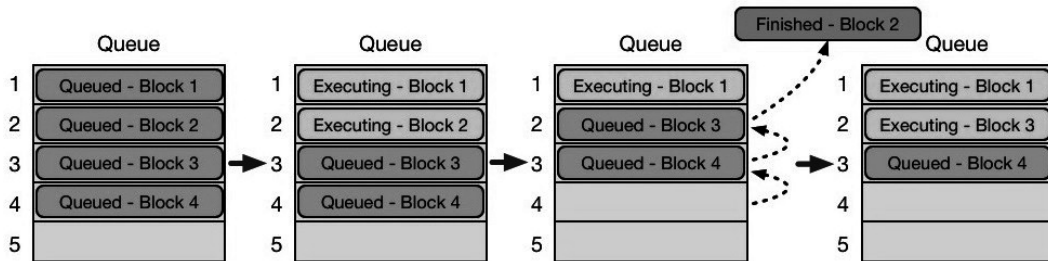 Finished - Block 2
Queue
Queue
Queue
Queue
1 Queued - Block 1
2 Queued - Block 2
3 Queued - Block 3
4 Queued - Block 4
5
1 Executing - Block 1
2 Executing - Block 2
3 Queued - Block 3
4 Queued - Block 4
5
1 Executing - Block 1
2 Queued - Block 3
3 Queued - Block 4
4
5
1 Executing - Block 1
2 Executing - Block 3
3 Queued - Block 4
4
5